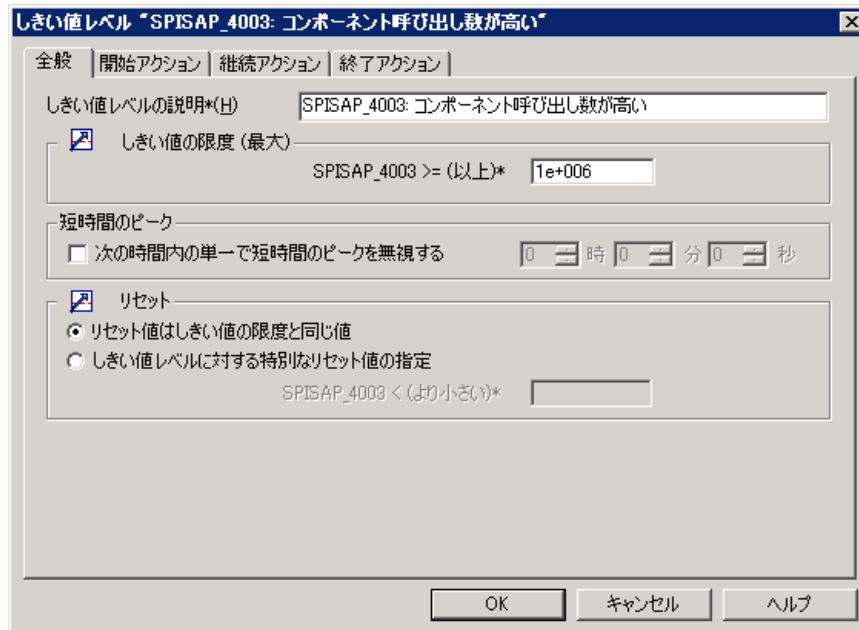 しきい値レベル "SPISAP_4003: コンポーネント呼び出し数が高い"
全般 開始アクション 継続アクション 終了アクション
しきい値レベルの説明*(H) SPISAP_4003: コンポーネント呼び出し数が高い
しきい値の限度 (最大)
SPISAP_4003 >= (以上)* 1e+006
短時間のピーク
次の時間内の単一で短時間のピークを無視する 0 時 0 分 0 秒
リセット
リセット値はしきい値の限度と同じ値
しきい値レベルに対する特別なリセット値の指定
SPISAP_4003 < (より小さい)*
OK キャンセル ヘルプ